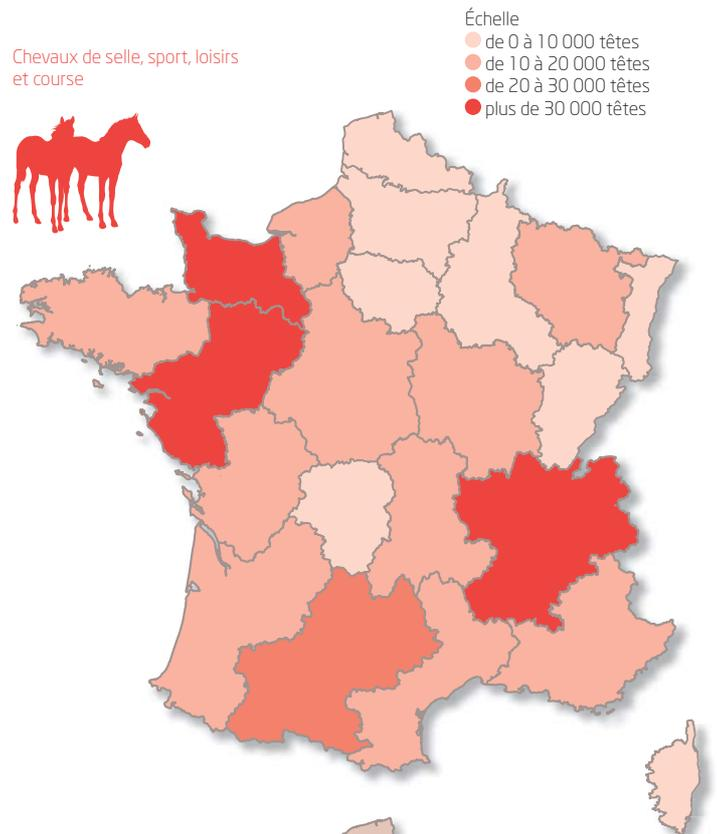 Échelle
de 0 à 10 000 têtes
de 10 à 20 000 têtes
de 20 à 30 000 têtes
plus de 30 000 têtes
Chevaux de selle, sport, loisirs
et course